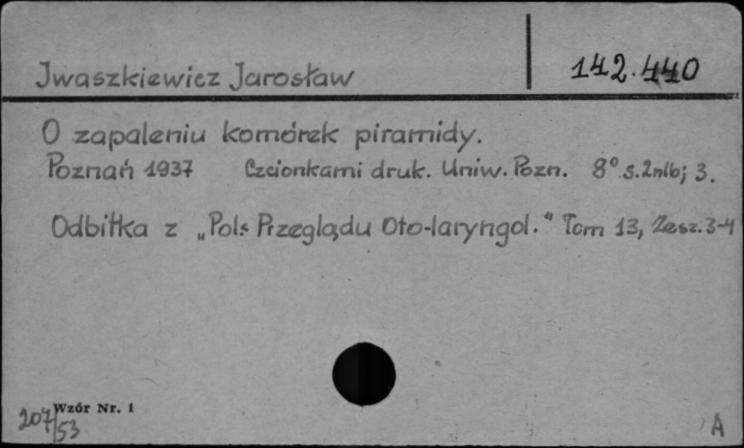 Jwaszkiewicz Jarosław
142.440
O zapaleniu komórek piramidy.
Poznań 1937 Czcionkami druk. Uniw. Pozn. 8° s.2nlb; 3.
Odbitka z „Pols Przeglądu Oto-laryngol." Tom 13, Zesz. 3-4
Wzór Nr. 1
207/53
A